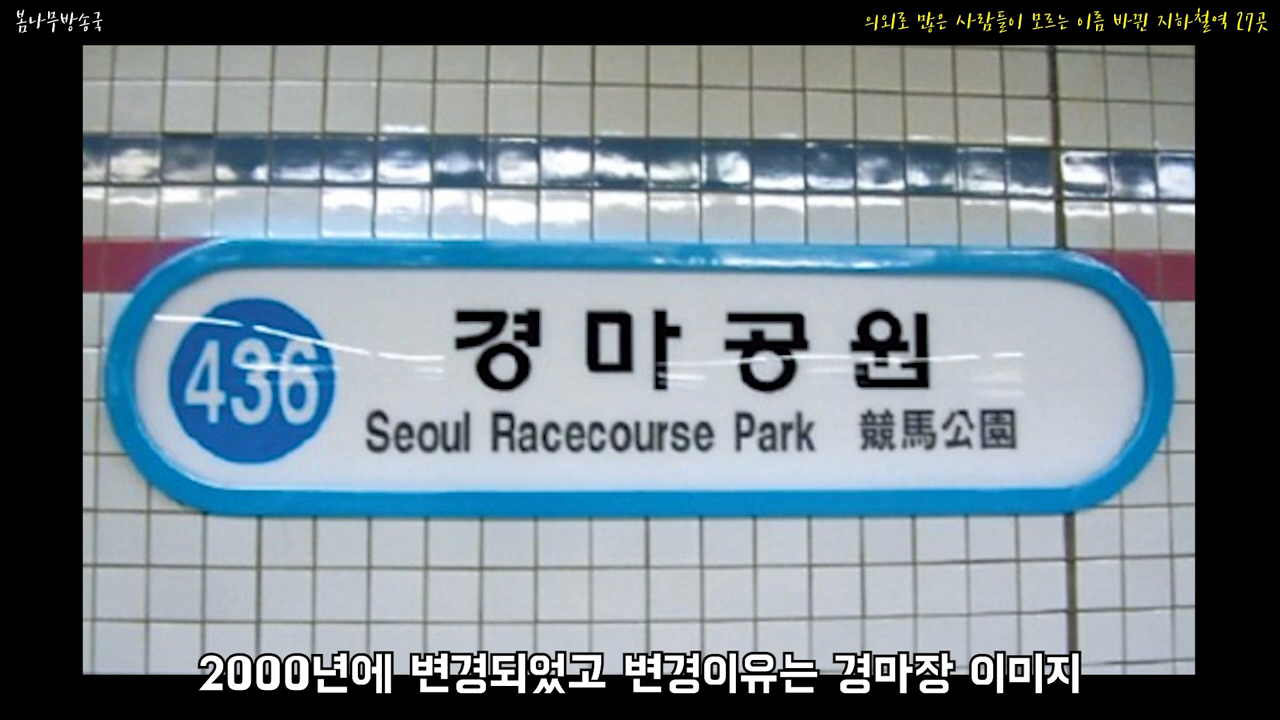 봄나무방송국
의외로 많은 사람들이 모르는 이름 바뀐 지하철역 27곳
436
경마공원
Seoul Racecourse Park 競馬公園
2000년에 변경되었고 변경이유는 경마장 이미지